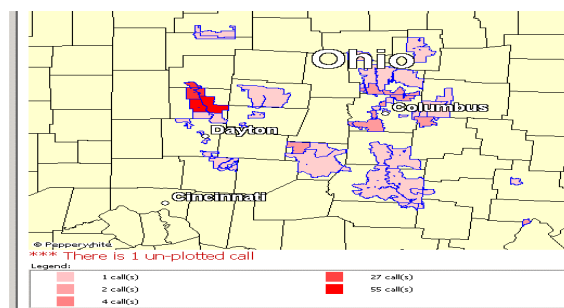 Ohio
Columbus
Dayton
Cincinnati
© Pepperywhite
*** There is 1 un-plotted call
Legend:
1 call(s) 27 call(s)
2 call(s) 55 call(s)
4 call(s)